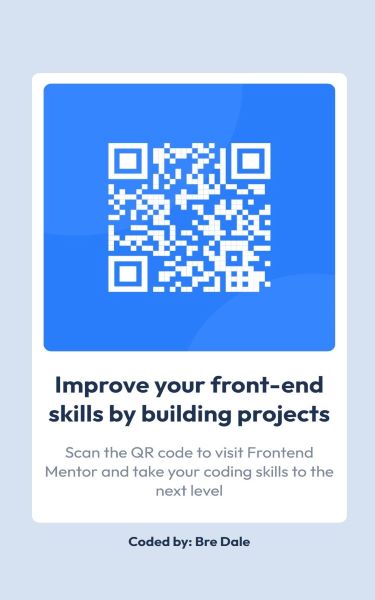 Improve your front-end
skills by building projects
Scan the QR code to visit Frontend
Mentor and take your coding skills to the
next level
Coded by: Bre Dale